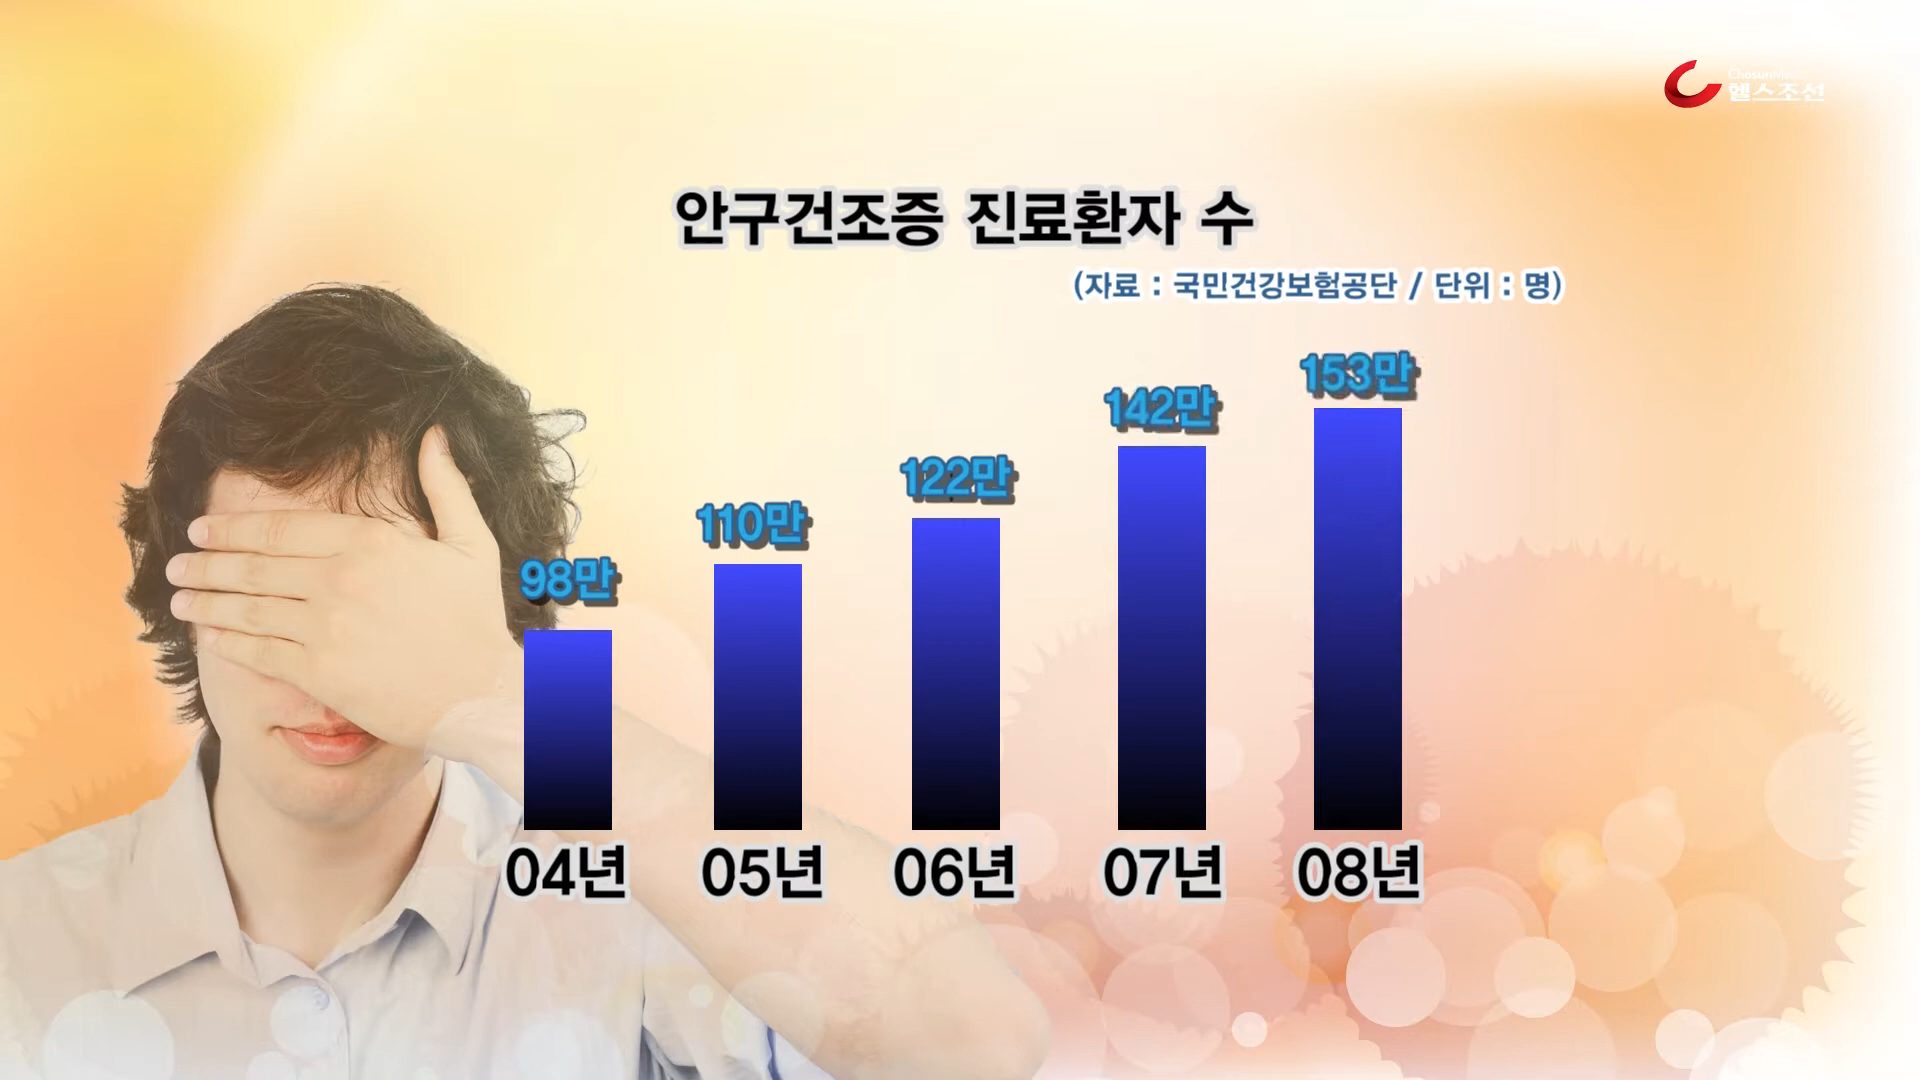 헬스조선
안구건조증 진료환자 수
(자료 : 국민건강보험공단 / 단위 : 명)
98만
110만
122만
142만
153만
04년
05년
06년
07년
08년